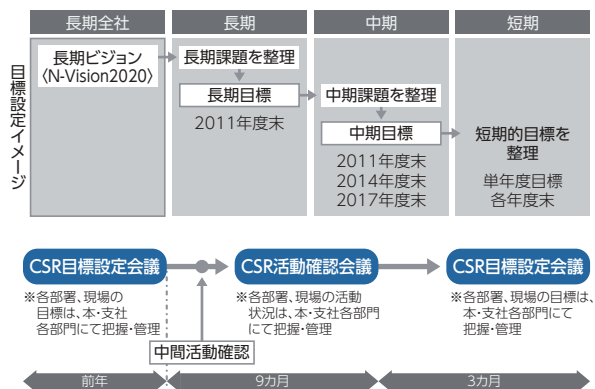 長期全社
長期
中期
短期
目標設定イメージ
長期ビジョン
〈N-Vision2020〉
長期課題を整理
長期目標
2011年度末
中期課題を整理
中期目標
2011年度末
2014年度末
2017年度末
短期的目標を
整理
単年度目標
各年度末
CSR目標設定会議
※各部署、現場の
目標は、本・支社
各部門にて把握・管理
中間活動確認
CSR活動確認会議
※各部署、現場の活動
状況は、本・支社各部門
にて把握・管理
CSR目標設定会議
※各部署、現場の目標は、
本・支社各部門にて
把握・管理
前年
9カ月
3カ月